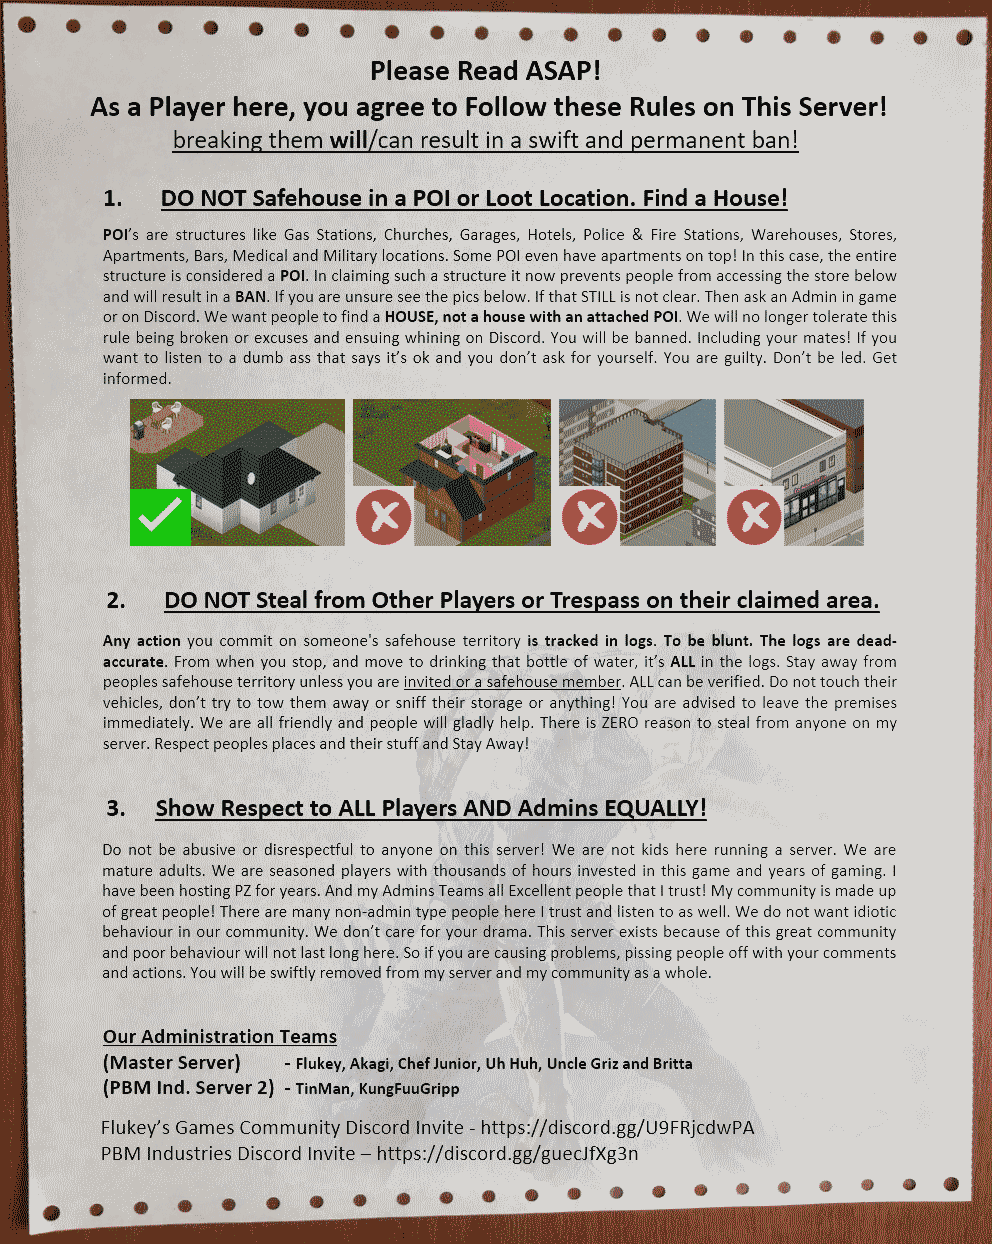 Please Read ASAP!
As a Player here, you agree to Follow these Rules on This Server!
breaking them will/can result in a swift and permanent ban!
1. DO NOT Safehouse in a POI or Loot Location. Find a House!
POI's are structures like Gas Stations, Churches, Garages, Hotels, Police & Fire Stations, Warehouses, Stores,
Apartments, Bars, Medical and Military locations. Some POI even have apartments on top! In this case, the entire
structure is considered a POI. In claiming such a structure it now prevents people from accessing the store below
and will result in a BAN. If you are unsure see the pics below. If that STILL is not clear. Then ask an Admin in game
or on Discord. We want people to find a HOUSE, not a house with an attached POI. We will no longer tolerate this
rule being broken or excuses and ensuing whining on Discord. You will be banned. Including your mates! If you
want to listen to a dumb ass that says it's ok and you don't ask for yourself. You are guilty. Don't be led. Get
informed.
2. DO NOT Steal from Other Players or Trespass on their claimed area.
Any action you commit on someone's safehouse territory is tracked in logs. To be blunt. The logs are dead-
accurate. From when you stop, and move to drinking that bottle of water, it's ALL in the logs. Stay away from
peoples safehouse territory unless you are invited or a safehouse member. ALL can be verified. Do not touch their
vehicles, don't try to tow them away or sniff their storage or anything! You are advised to leave the premises
immediately. We are all friendly and people will gladly help. There is ZERO reason to steal from anyone on my
server. Respect peoples places and their stuff and Stay Away!
3. Show Respect to ALL Players AND Admins EQUALLY!
Do not be abusive or disrespectful to anyone on this server! We are not kids here running a server. We are
mature adults. We are seasoned players with thousands of hours invested in this game and years of gaming. I
have been hosting PZ for years. And my Admins Teams all Excellent people that I trust! My community is made up
of great people! There are many non-admin type people here I trust and listen to as well. We do not want idiotic
behaviour in our community. We don't care for your drama. This server exists because of this great community
and poor behaviour will not last long here. So if you are causing problems, pissing people off with your comments
and actions. You will be swiftly removed from my server and my community as a whole.
Our Administration Teams
(Master Server) - Flukey, Akagi, Chef Junior, Uh Huh, Uncle Griz and Britta
(PBM Ind. Server 2) - TinMan, KungFuuGripp
Flukey's Games Community Discord Invite - https://discord.gg/U9FRjcdwPA
PBM Industries Discord Invite – https://discord.gg/guecJfXg3n